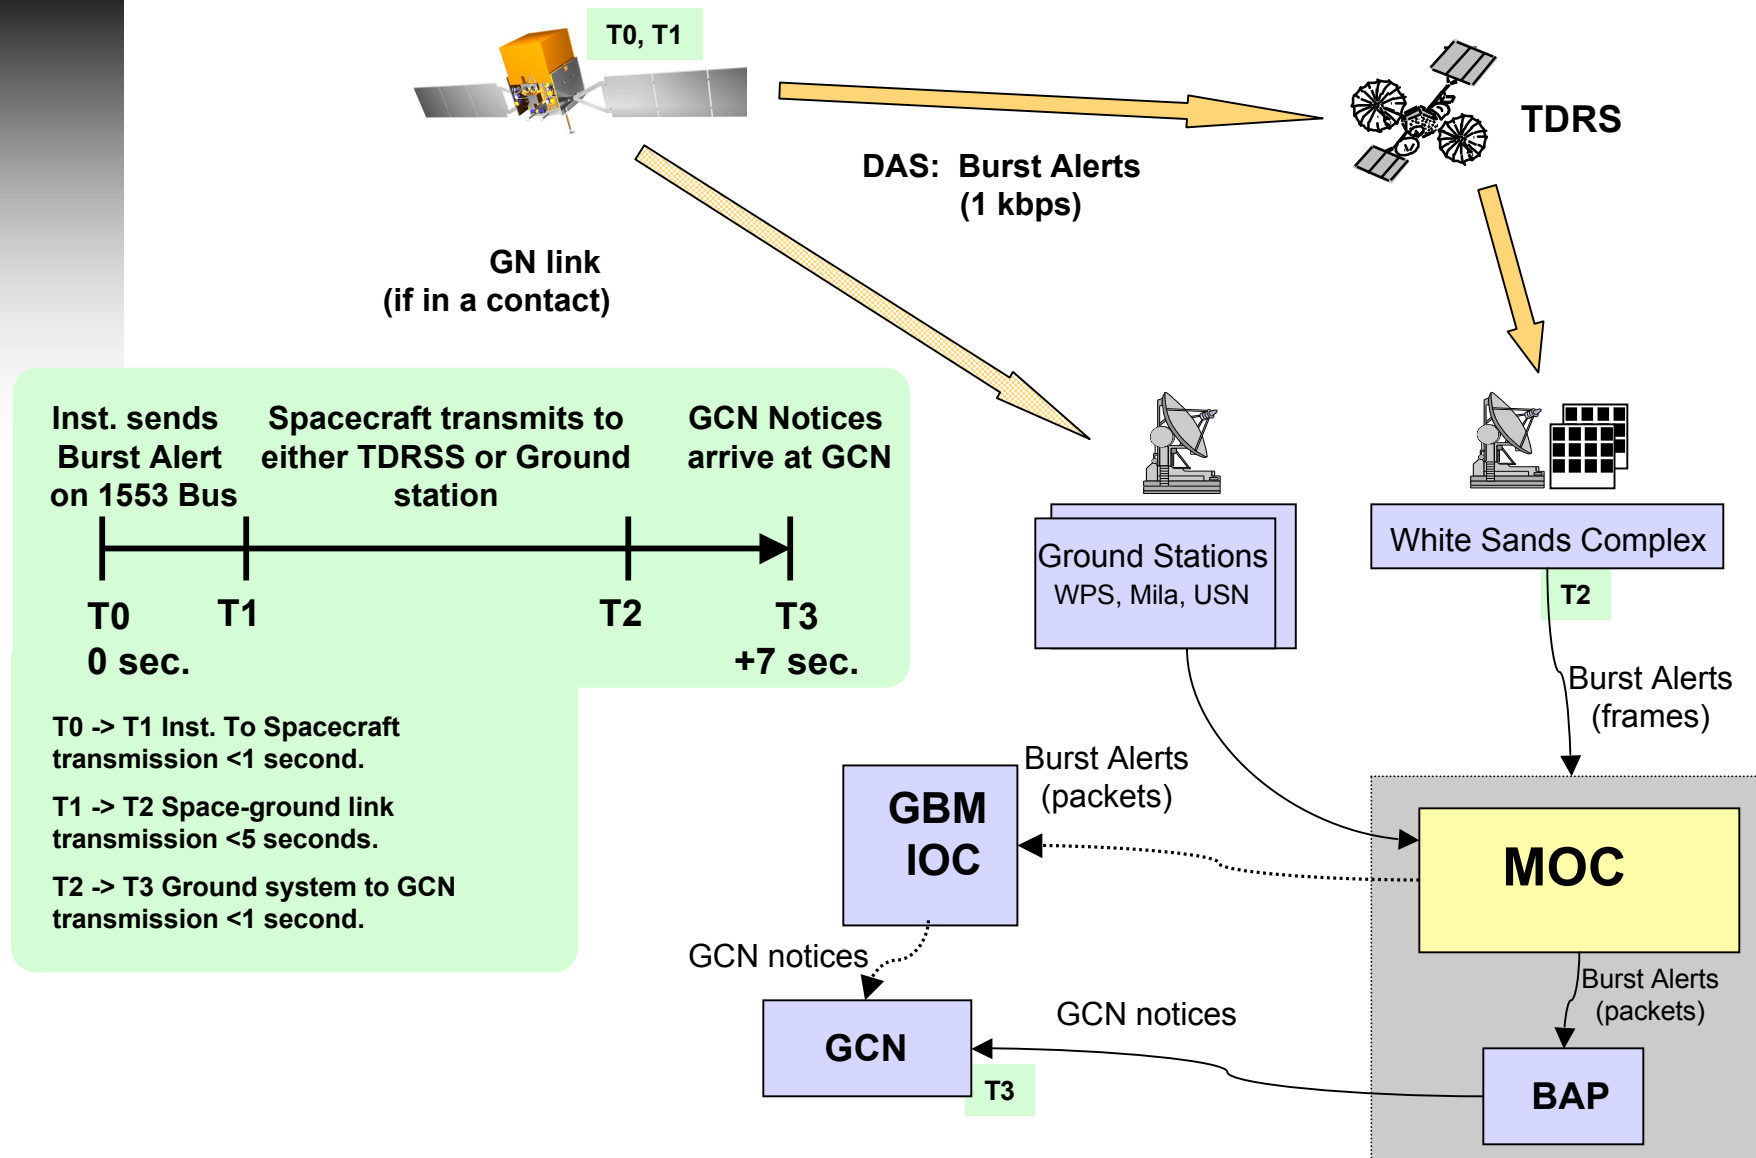 T0, T1
TDRS
DAS:  Burst Alerts
(1 kbps)
GN link
(if in a contact)
Inst. sends
Burst Alert
on 1553 Bus
Spacecraft transmits to
either TDRSS or Ground
station
GCN Notices
arrive at GCN
T0
T1
T2
T3
0 sec.
+7 sec.
T0 -> T1 Inst. To Spacecraft
transmission <1 second.
T1 -> T2 Space-ground link
transmission <5 seconds.
T2 -> T3 Ground system to GCN
transmission <1 second.
Ground Stations
WPS, Mila, USN
White Sands Complex
T2
Burst Alerts
(frames)
Burst Alerts
(packets)
GBM
IOC
MOC
GCN notices
Burst Alerts
(packets)
GCN notices
GCN
T3
BAP